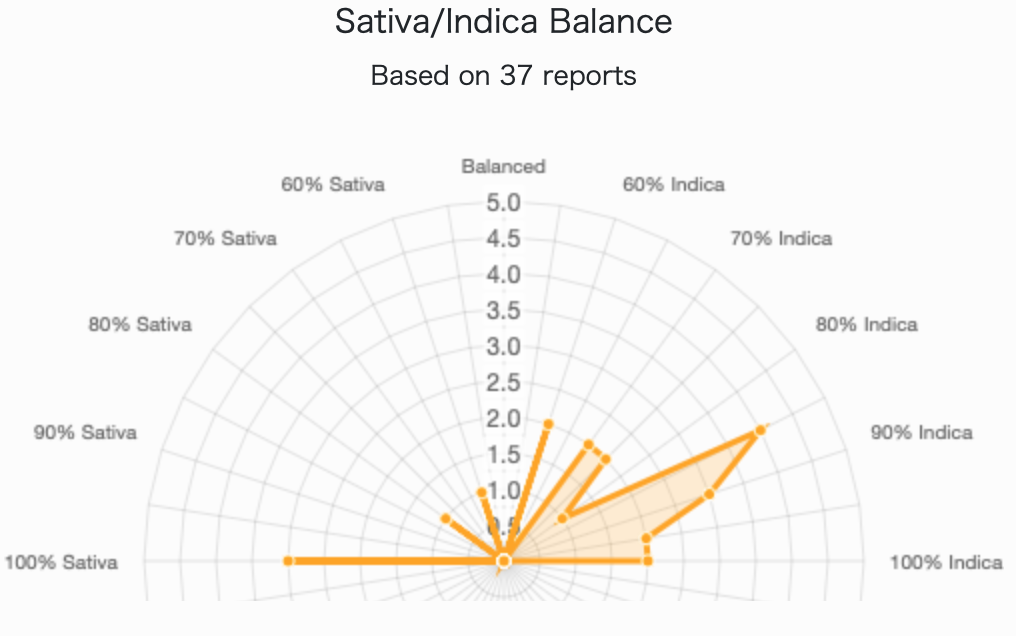 Sativa/Indica Balance
Based on 37 reports
Balanced
60% Sativa
60% Indica
5.0
70% Sativa
4.5
70% Indica
4.0
3.5
80% Sativa
80% Indica
3.0
2.5
2.0
90% Sativa
90% Indica
1.5
1.0
0.5
100% Sativa
100% Indica